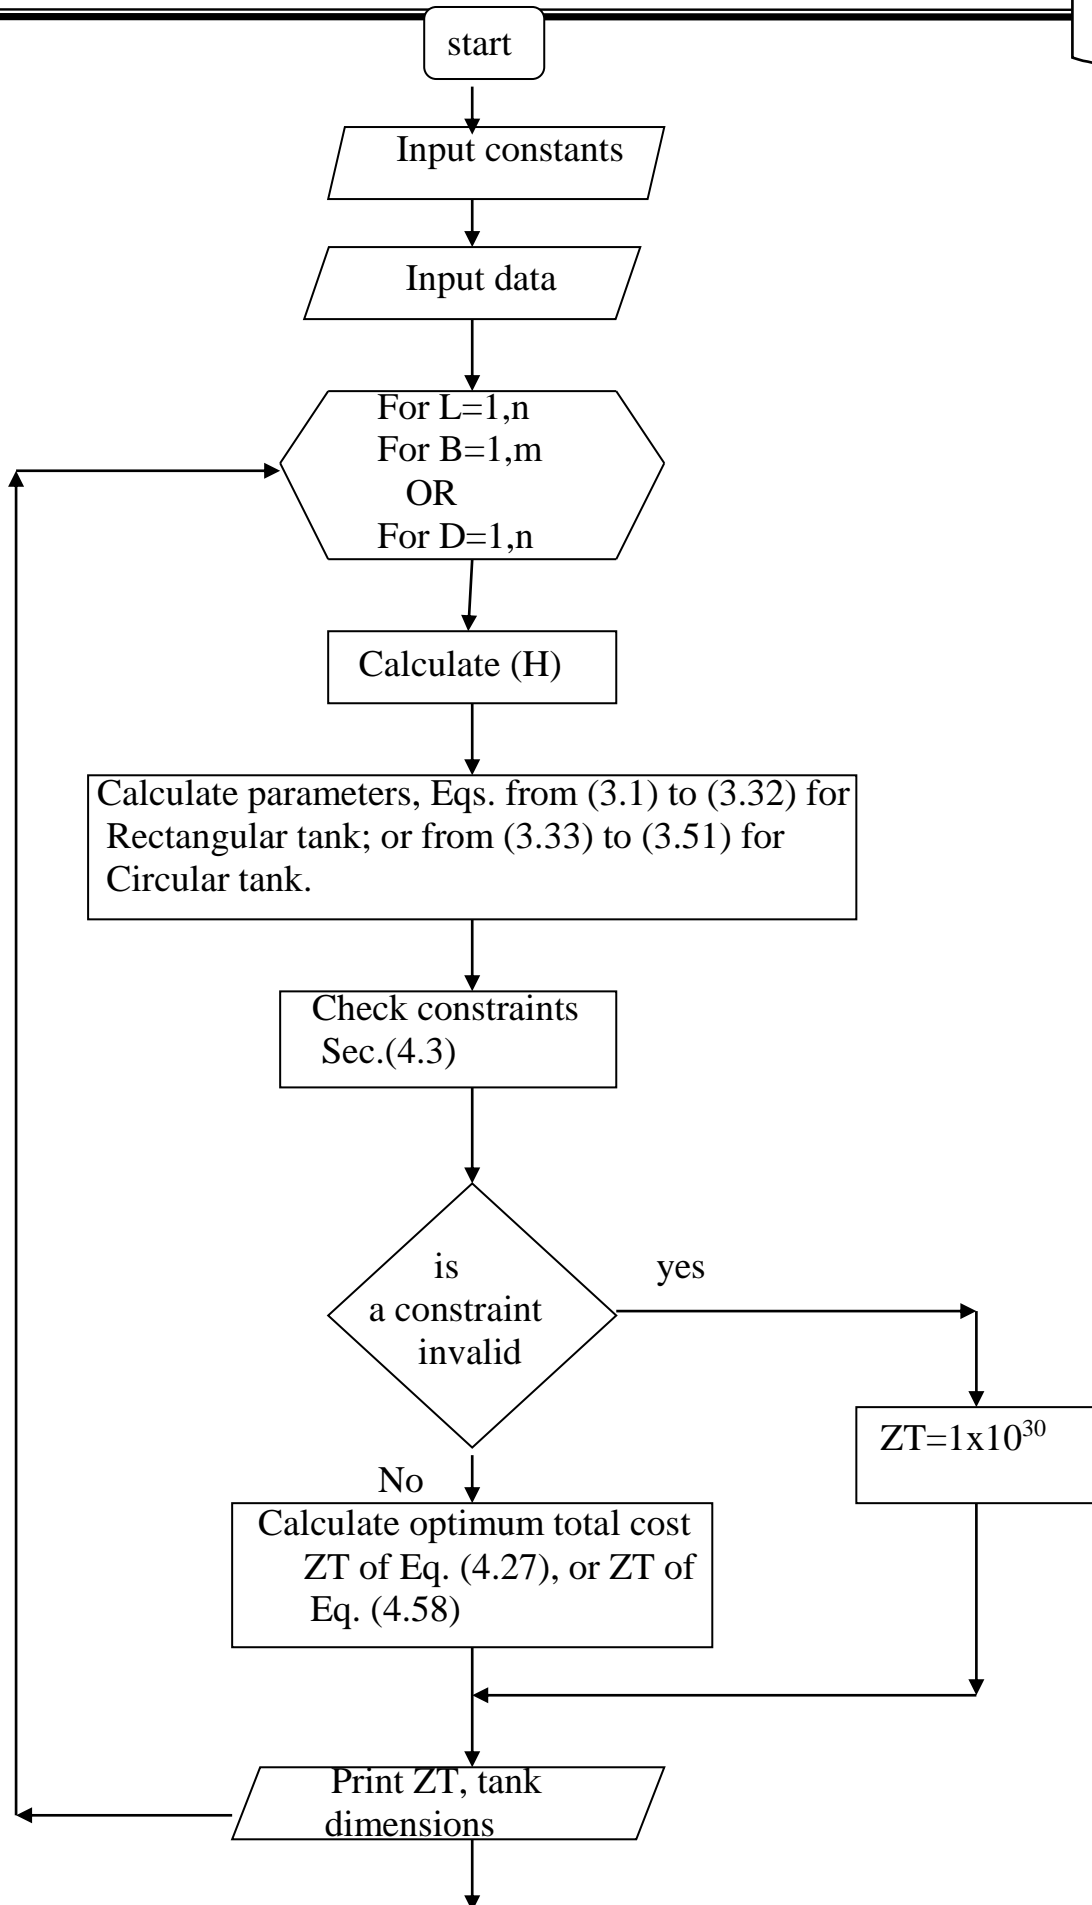 start
Input constants
Input data
For L=1,n
For B=1,m
OR
For D=1,n
Calculate (H)
Calculate parameters, Eqs. from (3.1) to (3.32) for
Rectangular tank; or from (3.33) to (3.51) for
Circular tank.
Check constraints
Sec.(4.3)
is
a constraint
invalid
yes
ZT=1x10³⁰
No
Calculate optimum total cost
ZT of Eq. (4.27), or ZT of
Eq. (4.58)
Print ZT, tank
dimensions